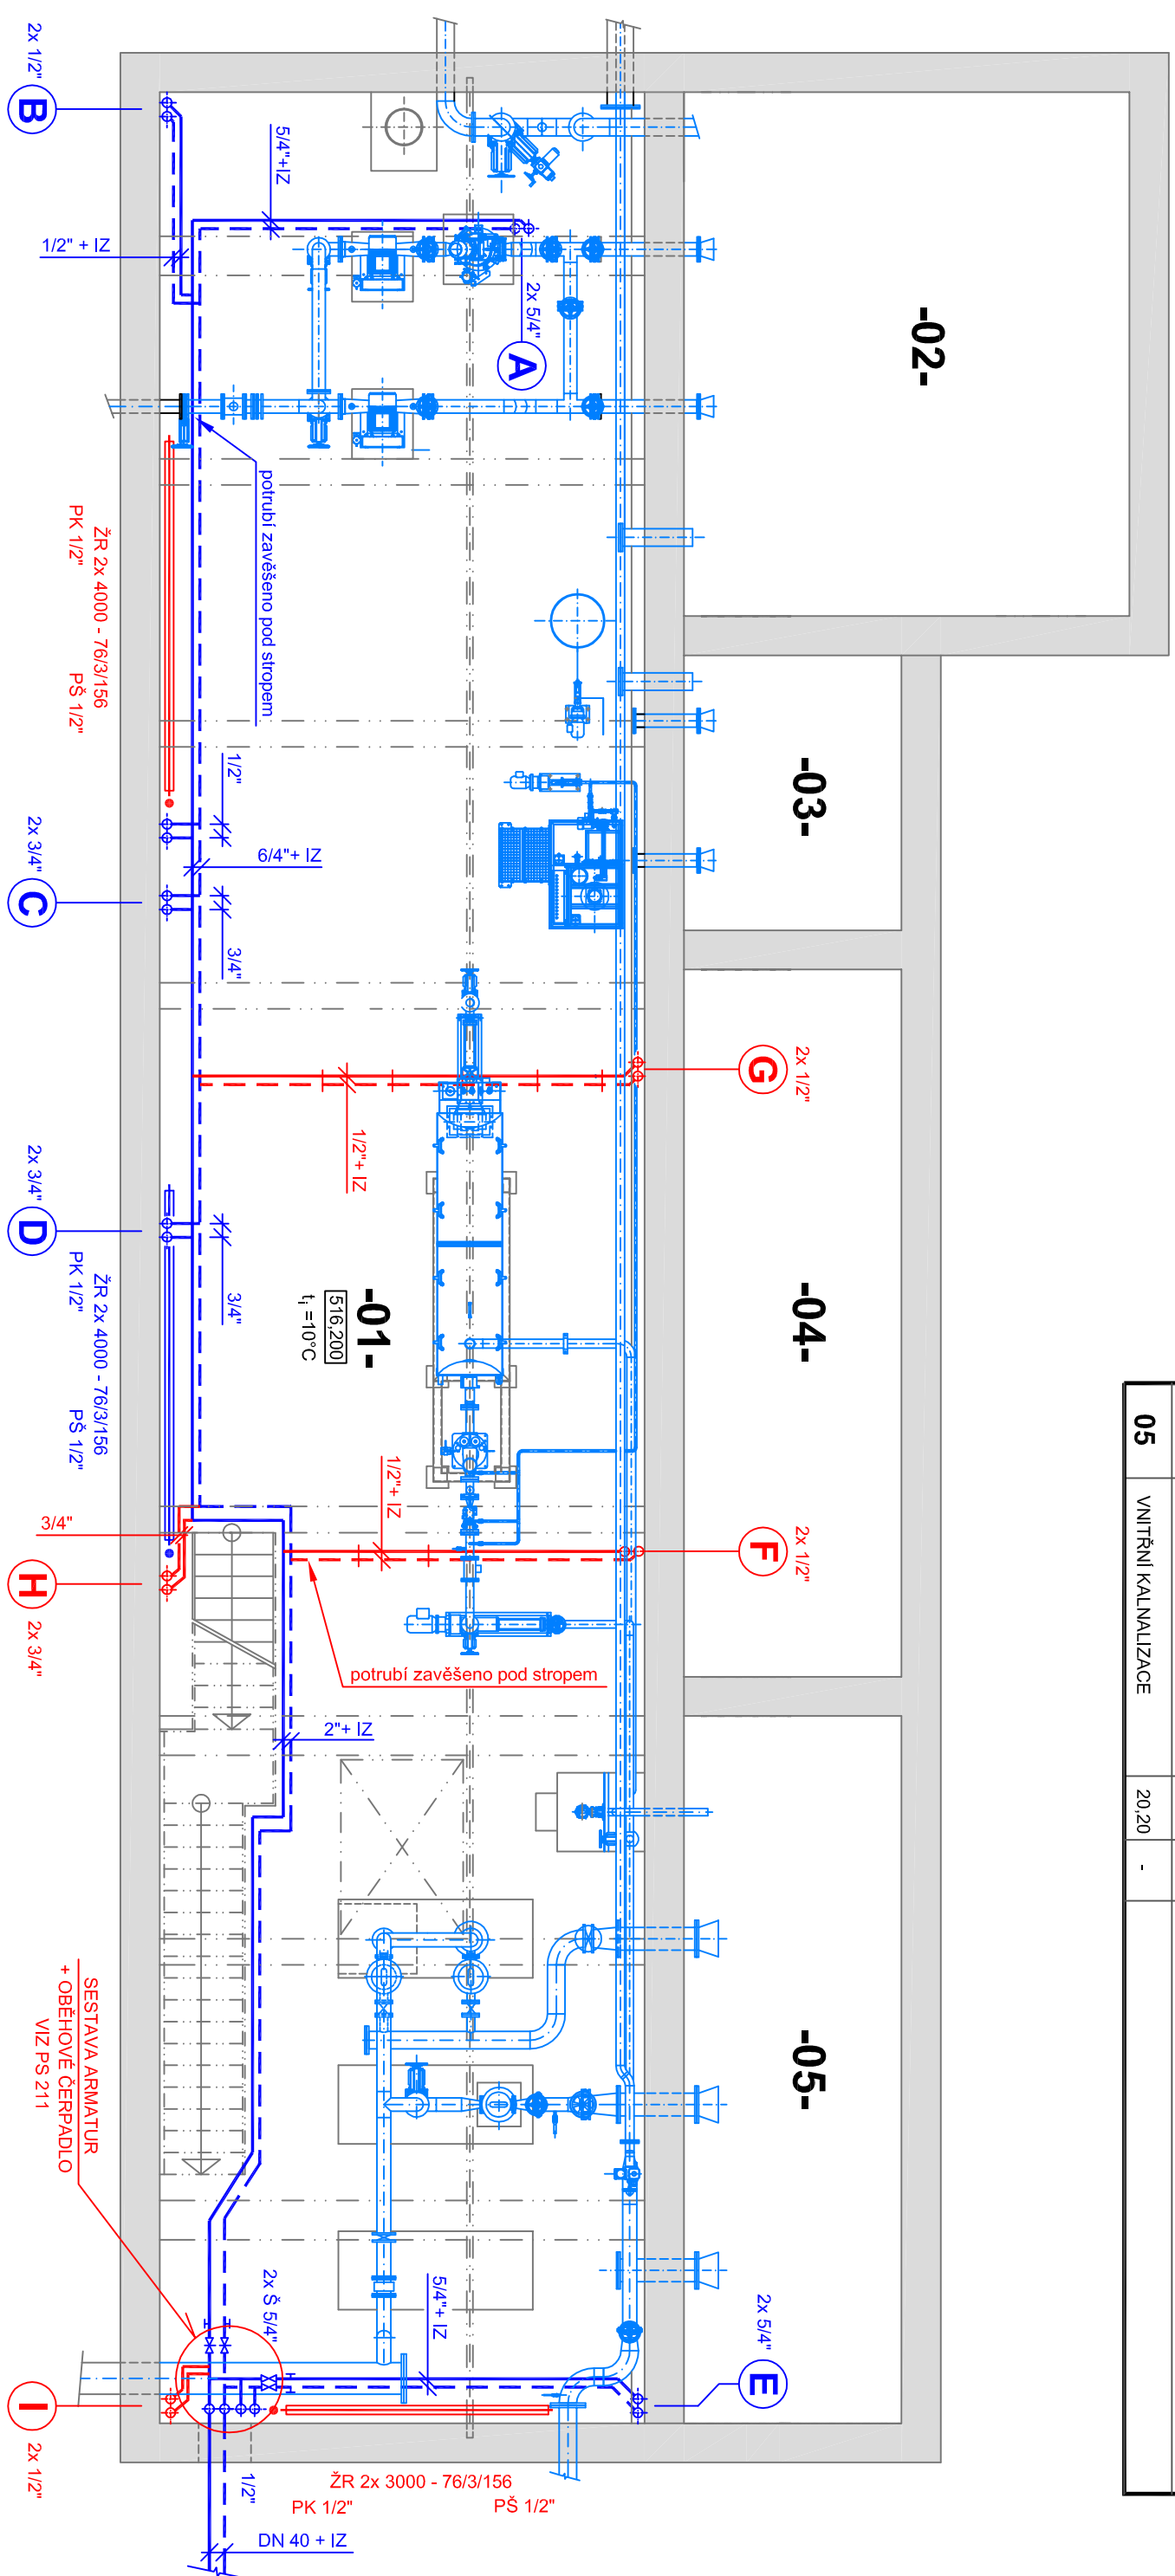 05
VNITŘNÍ KALNALIZACE
20,20
-
-02-
-03-
-04-
-05-
2x 1/2"
B
5/4"+IZ
1/2" + IZ
2x 5/4"
A
potrubí zavěšeno pod stropem
ŽR 2x 4000 - 76/3/156
PK 1/2"
PŠ 1/2"
1/2"
6/4"+ IZ
3/4"
2x 3/4"
C
2x 1/2"
G
1/2"+ IZ
2x 3/4"
D
3/4"
ŽR 2x 4000 - 76/3/156
PK 1/2"
PŠ 1/2"
-01-
516,200
ti =10°C
1/2"+ IZ
2x 1/2"
F
3/4"
H
2x 3/4"
potrubí zavěšeno pod stropem
2"+ IZ
SESTAVA ARMATUR
+ OBĚHOVÉ ČERPADLO
VIZ PS 211
2x Š 5/4"
5/4"+ IZ
2x 5/4"
E
I
2x 1/2"
1/2"
ŽR 2x 3000 - 76/3/156
PK 1/2"
PŠ 1/2"
DN 40 + IZ